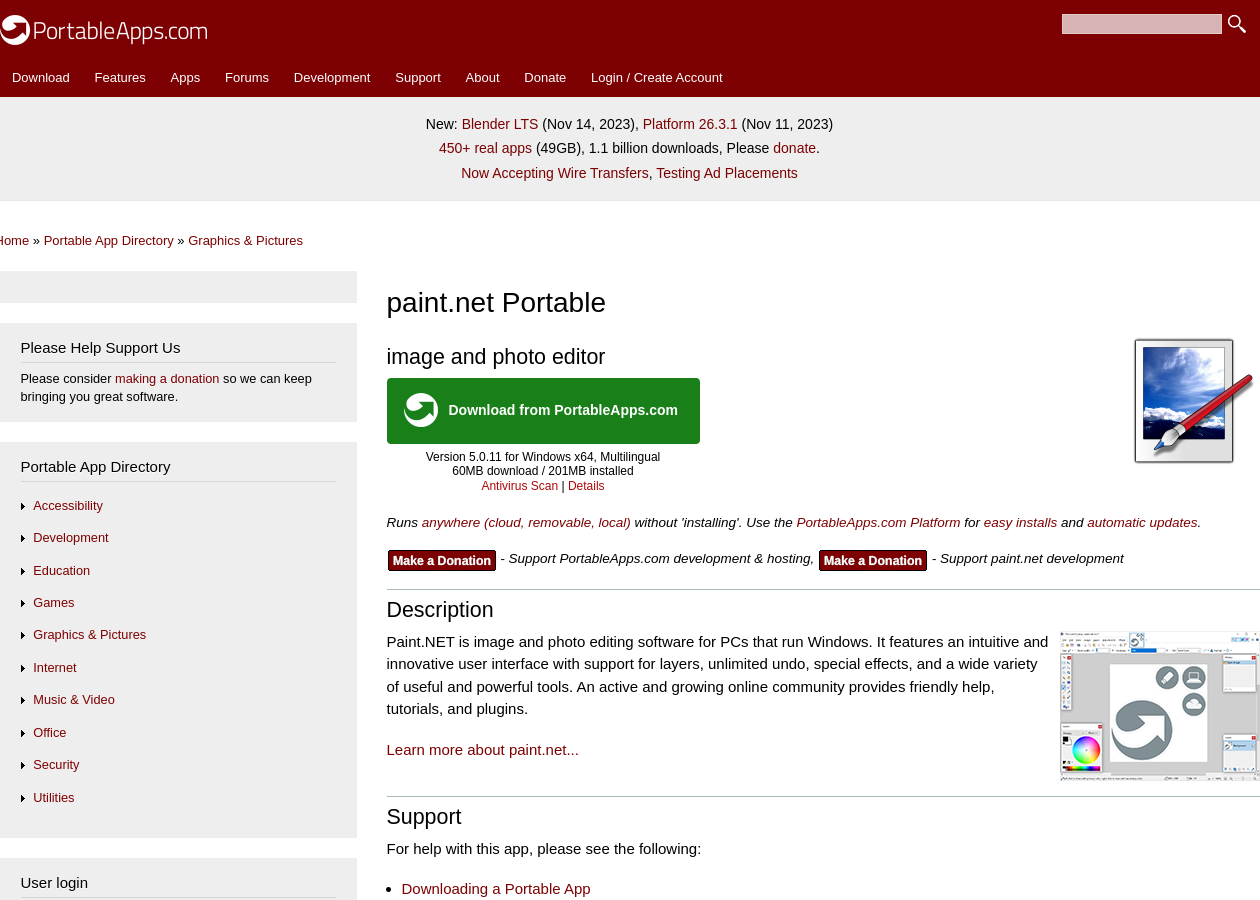 PortableApps.com
Download Features Apps Forums Development Support About Donate Login / Create Account
New: Blender LTS (Nov 14, 2023), Platform 26.3.1 (Nov 11, 2023)
450+ real apps (49GB), 1.1 billion downloads, Please donate.
Now Accepting Wire Transfers, Testing Ad Placements
Home » Portable App Directory » Graphics & Pictures
Please Help Support Us
Please consider making a donation so we can keep
bringing you great software.
Portable App Directory
Accessibility
Development
Education
Games
Graphics & Pictures
Internet
Music & Video
Office
Security
Utilities
User login
paint.net Portable
image and photo editor
Download from PortableApps.com
Version 5.0.11 for Windows x64, Multilingual
60MB download / 201MB installed
Antivirus Scan | Details
Runs anywhere (cloud, removable, local) without 'installing'. Use the PortableApps.com Platform for easy installs and automatic updates.
Make a Donation - Support PortableApps.com development & hosting, Make a Donation - Support paint.net development
Description
Paint.NET is image and photo editing software for PCs that run Windows. It features an intuitive and
innovative user interface with support for layers, unlimited undo, special effects, and a wide variety
of useful and powerful tools. An active and growing online community provides friendly help,
tutorials, and plugins.
Learn more about paint.net...
Support
For help with this app, please see the following:
Downloading a Portable App